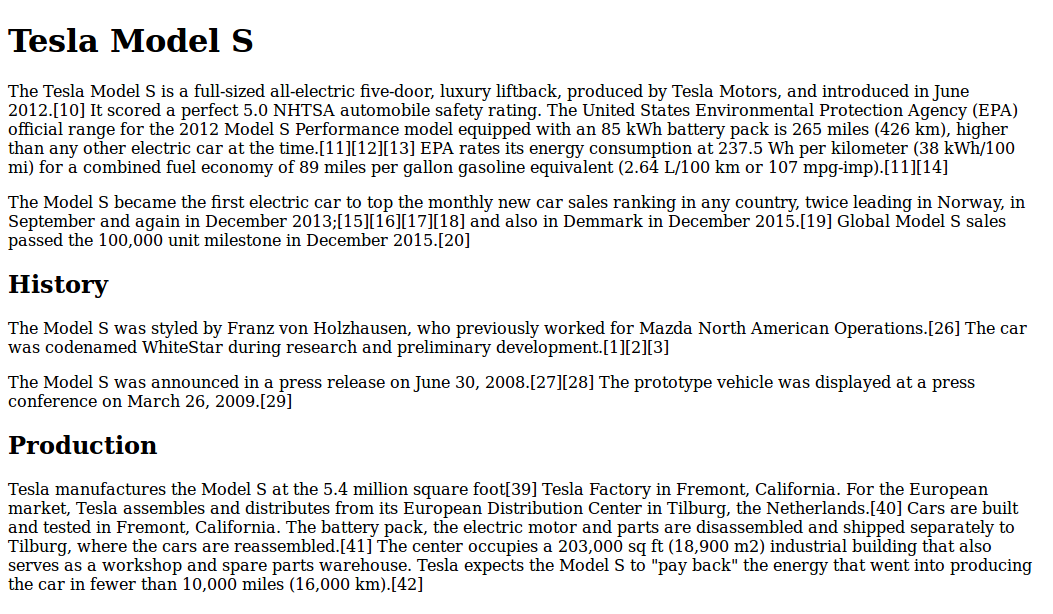 Tesla Model S
The Tesla Model S is a full-sized all-electric five-door, luxury liftback, produced by Tesla Motors, and introduced in June
2012.[10] It scored a perfect 5.0 NHTSA automobile safety rating. The United States Environmental Protection Agency (EPA)
official range for the 2012 Model S Performance model equipped with an 85 kWh battery pack is 265 miles (426 km), higher
than any other electric car at the time.[11][12][13] EPA rates its energy consumption at 237.5 Wh per kilometer (38 kWh/100
mi) for a combined fuel economy of 89 miles per gallon gasoline equivalent (2.64 L/100 km or 107 mpg-imp).[11][14]
The Model S became the first electric car to top the monthly new car sales ranking in any country, twice leading in Norway, in
September and again in December 2013;[15][16][17][18] and also in Demmark in December 2015.[19] Global Model S sales
passed the 100,000 unit milestone in December 2015.[20]
History
The Model S was styled by Franz von Holzhausen, who previously worked for Mazda North American Operations.[26] The car
was codenamed WhiteStar during research and preliminary development.[1][2][3]
The Model S was announced in a press release on June 30, 2008.[27][28] The prototype vehicle was displayed at a press
conference on March 26, 2009.[29]
Production
Tesla manufactures the Model S at the 5.4 million square foot[39] Tesla Factory in Fremont, California. For the European
market, Tesla assembles and distributes from its European Distribution Center in Tilburg, the Netherlands.[40] Cars are built
and tested in Fremont, California. The battery pack, the electric motor and parts are disassembled and shipped separately to
Tilburg, where the cars are reassembled.[41] The center occupies a 203,000 sq ft (18,900 m2) industrial building that also
serves as a workshop and spare parts warehouse. Tesla expects the Model S to "pay back" the energy that went into producing
the car in fewer than 10,000 miles (16,000 km).[42]